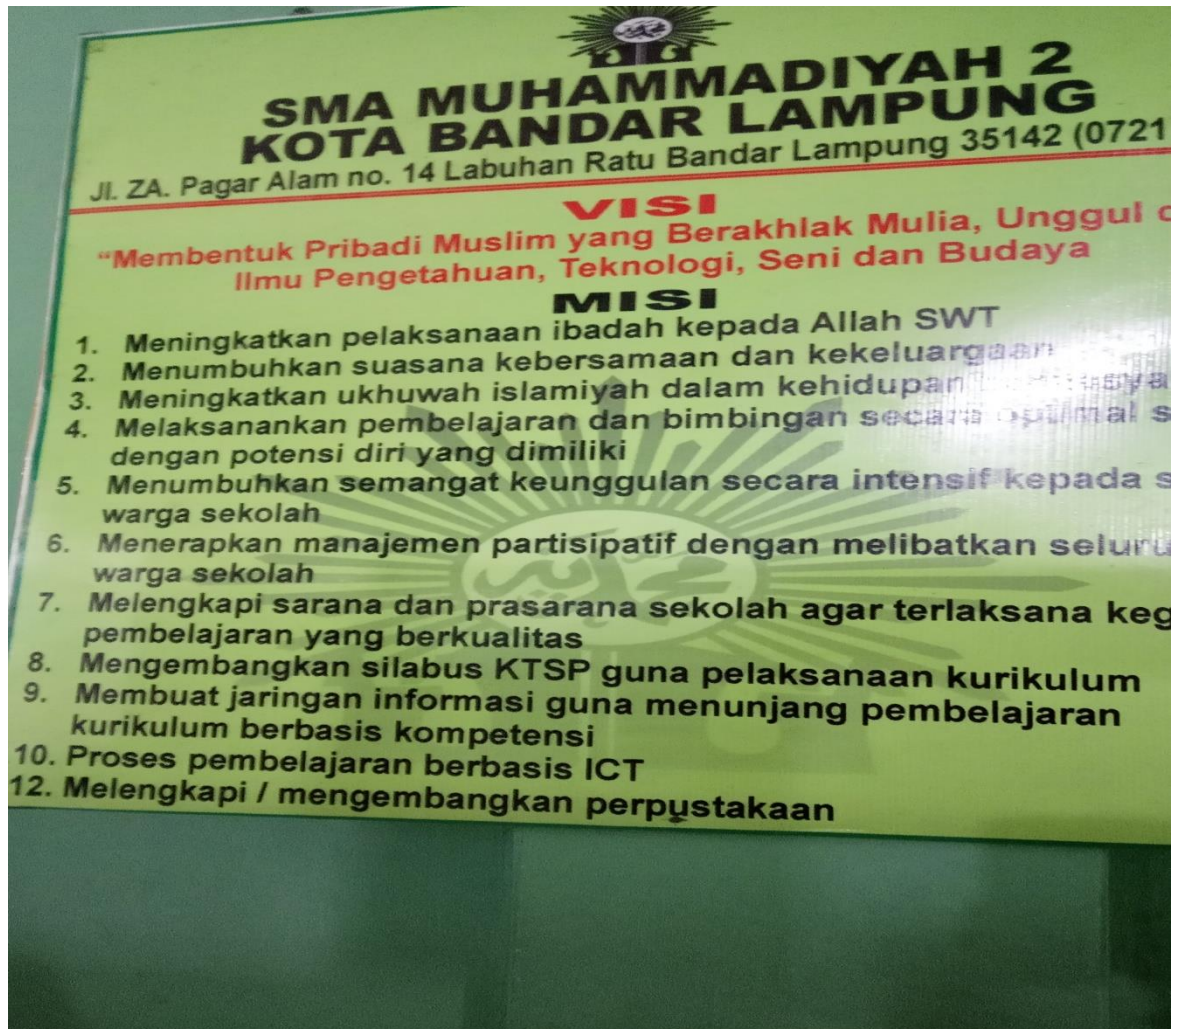 SMA MUHAMMADIYAH 2
KOTA BANDAR LAMPUNG
Jl. ZA. Pagar Alam no. 14 Labuhan Ratu Bandar Lampung 35142 (0721
VISI
“Membentuk Pribadi Muslim yang Berakhlak Mulia, Unggul
Ilmu Pengetahuan, Teknologi, Seni dan Budaya
MISI
1. Meningkatkan pelaksanaan ibadah kepada Allah SWT
2. Menumbuhkan suasana kebersamaan dan kekeluargaan
3. Meningkatkan ukhuwah islamiyah dalam kehidupan
4. Melaksanankan pembelajaran dan bimbingan secara optimal
dengan potensi diri yang dimiliki
5. Menumbuhkan semangat keunggulan secara intensif kepada
warga sekolah
6. Menerapkan manajemen partisipatif dengan melibatkan seluru
warga sekolah
7. Melengkapi sarana dan prasarana sekolah agar terlaksana keg
pembelajaran yang berkualitas
8. Mengembangkan silabus KTSP guna pelaksanaan kurikulum
9. Membuat jaringan informasi guna menunjang pembelajaran
kurikulum berbasis kompetensi
10. Proses pembelajaran berbasis ICT
12. Melengkapi / mengembangkan perpustakaan